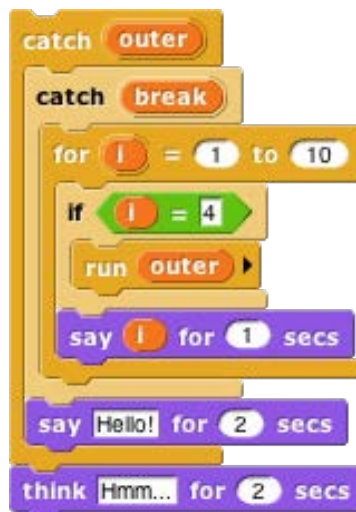 catch outer
catch break
for i = 1 to 10
if i = 4
run outer
say i for 1 secs
say Hello! for 2 secs
think Hmm... for 2 secs